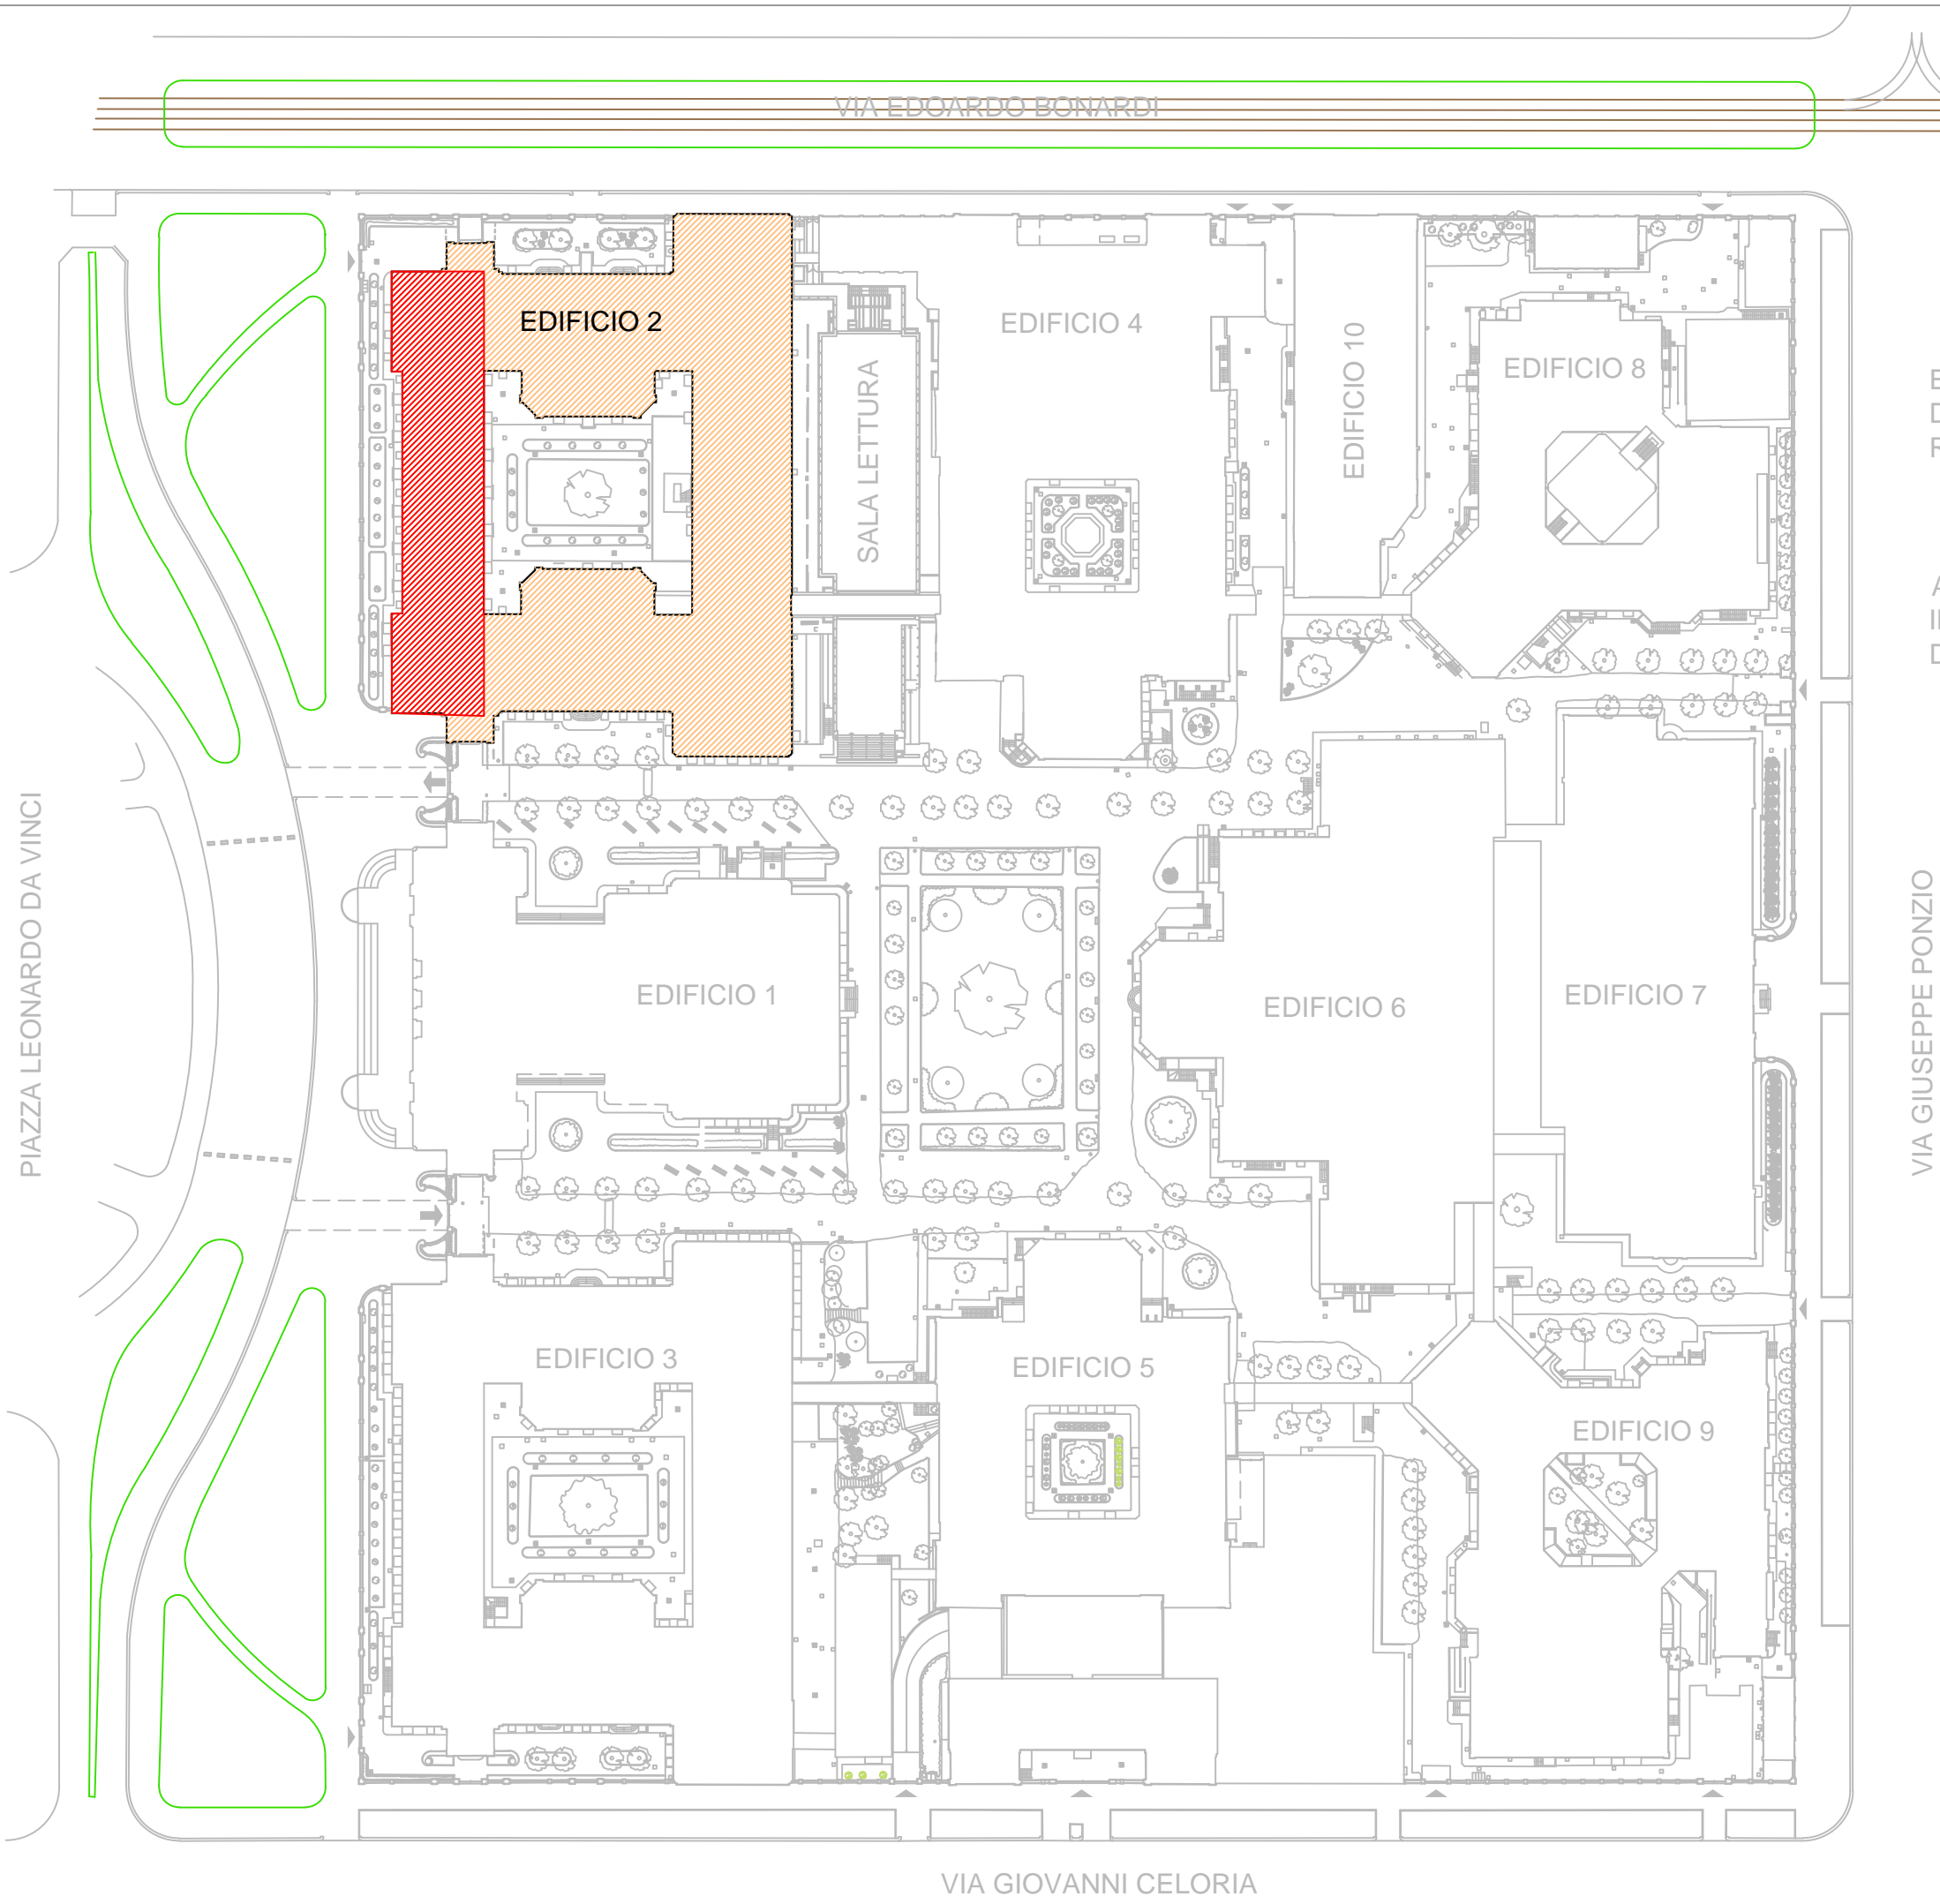 VIA EDOARDO BONARDI
EDIFICIO 2
EDIFICIO 4
EDIFICIO 10
EDIFICIO 8
SALA LETTURA
PIAZZA LEONARDO DA VINCI
EDIFICIO 1
EDIFICIO 6
EDIFICIO 7
VIA GIUSEPPE PONZIO
EDIFICIO 3
EDIFICIO 5
EDIFICIO 9
VIA GIOVANNI CELORIA